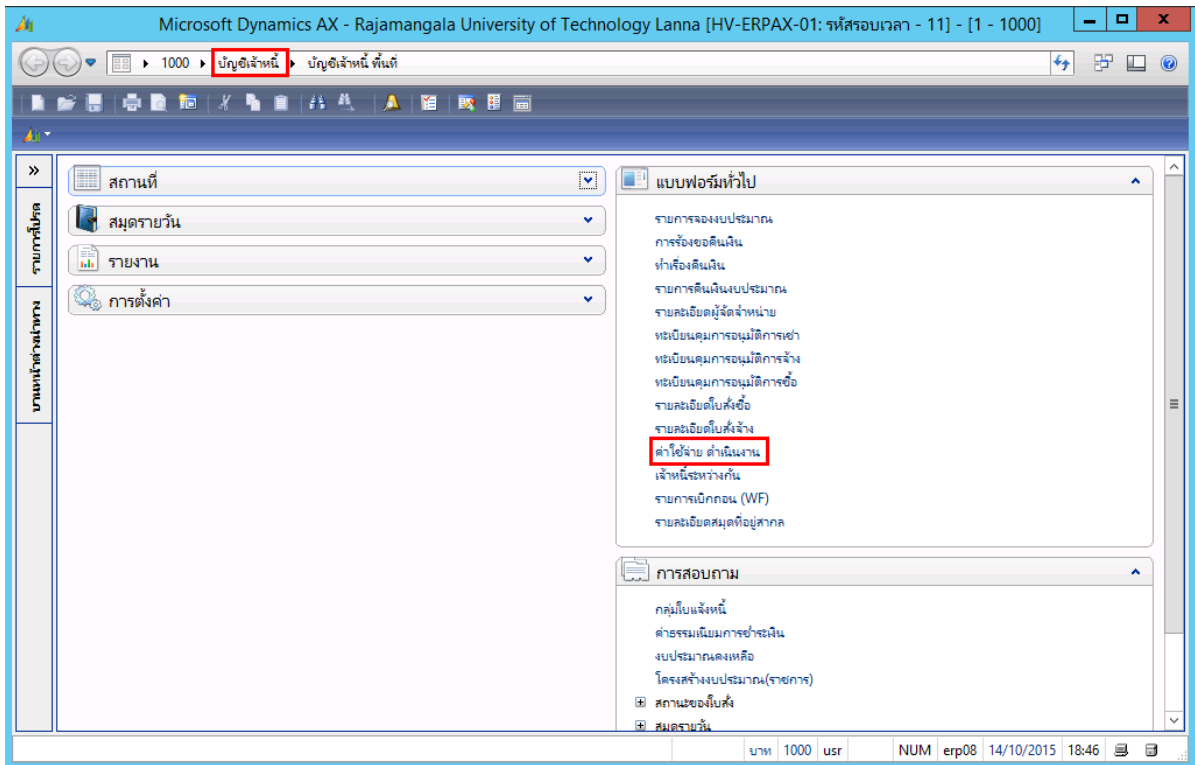 Microsoft Dynamics AX - Rajamangala University of Technology Lanna [HV-ERPAX-01: รหัสรอบเวลา - 11] - [1 - 1000]
1000 บัญชีเจ้าหนี้ บัญชีเจ้าหนี้ พื้นที่
รายการโปรด
บานหน้าต่างนำทาง
สถานที่
สมุดรายวัน
รายงาน
การตั้งค่า
แบบฟอร์มทั่วไป
รายการจองงบประมาณ
การร้องขอคืนเงิน
ทำเรื่องคืนเงิน
รายการคืนเงินงบประมาณ
รายละเอียดผู้จัดจำหน่าย
ทะเบียนคุมการอนุมัติการเช่า
ทะเบียนคุมการอนุมัติการจ้าง
ทะเบียนคุมการอนุมัติการซื้อ
รายละเอียดใบสั่งซื้อ
รายละเอียดใบสั่งจ้าง
ค่าใช้จ่าย ดำเนินงาน
เจ้าหนี้ระหว่างกัน
รายการเบิกถอน (WF)
รายละเอียดสมุดที่อยู่สากล
การสอบถาม
กลุ่มใบแจ้งหนี้
ค่าธรรมเนียมการชำระเงิน
งบประมาณคงเหลือ
โครงสร้างงบประมาณ(ราชการ)
สถานะของใบสั่ง
สมุดรายวัน
บาท 1000 usr NUM erp08 14/10/2015 18:46